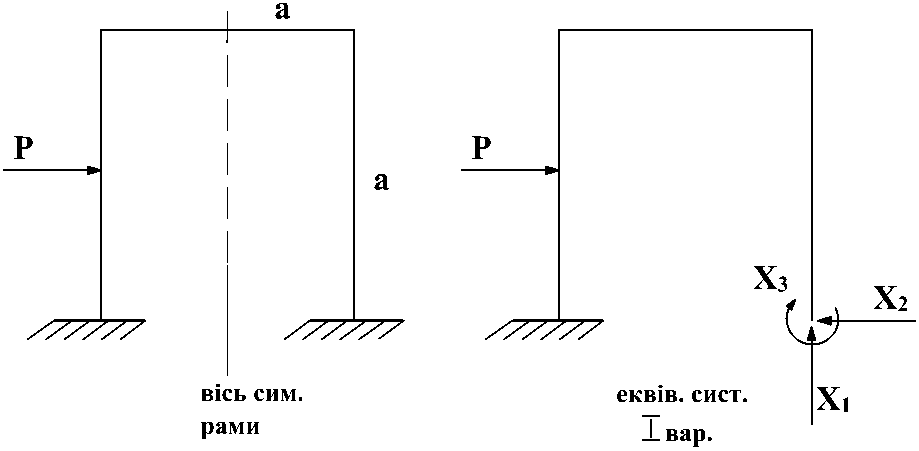 a
P
a
вісь сим.
рами
P
X3
X2
X1
еквів. сист.
I вар.